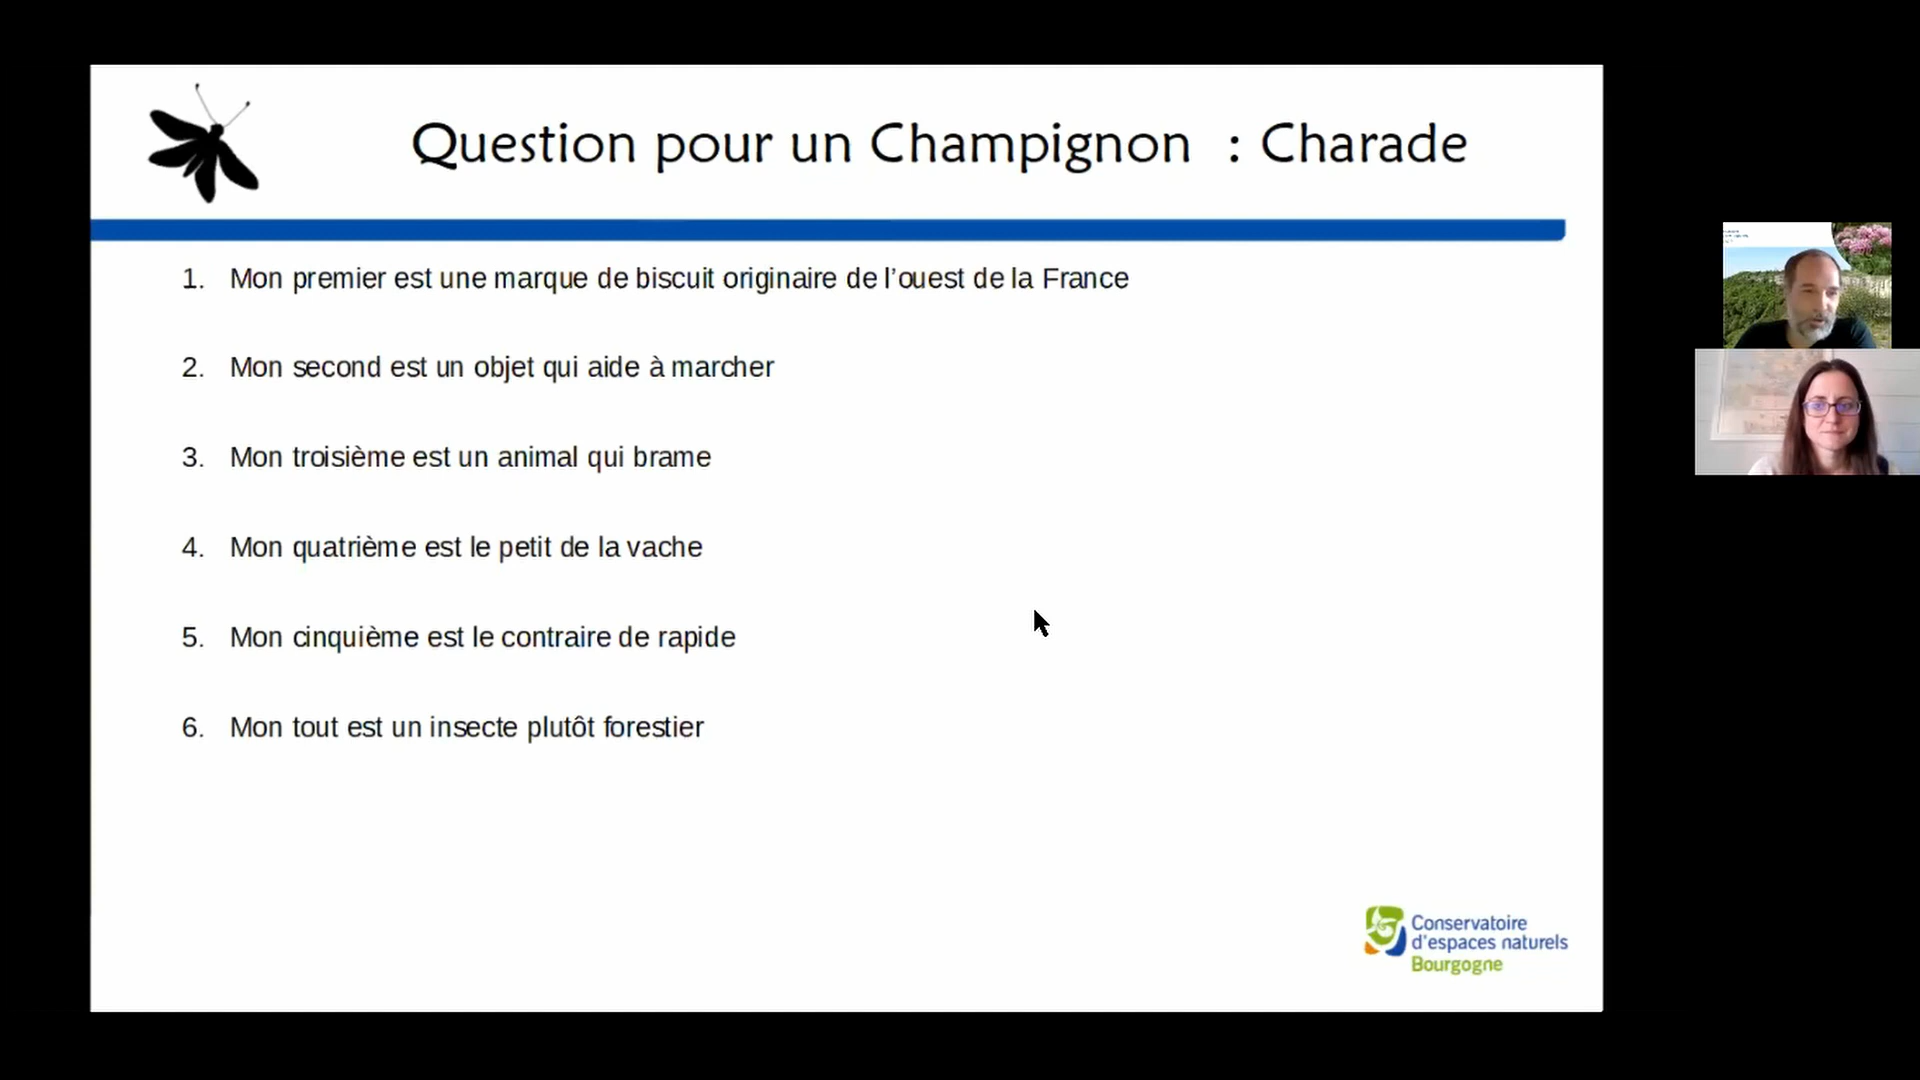 Question pour un Champignon : Charade
1. Mon premier est une marque de biscuit originaire de l’ouest de la France
2. Mon second est un objet qui aide à marcher
3. Mon troisième est un animal qui brame
4. Mon quatrième est le petit de la vache
5. Mon cinquième est le contraire de rapide
6. Mon tout est un insecte plutôt forestier
Conservatoire
d'espaces naturels
Bourgogne